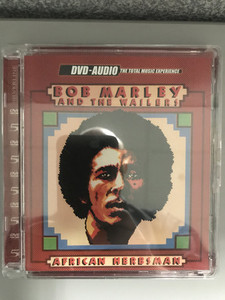 DVD-AUDIO THE TOTAL MUSIC EXPERIENCE
BOB MARLEY
AND THE WAILERS
AFRICAN HERBSMAN